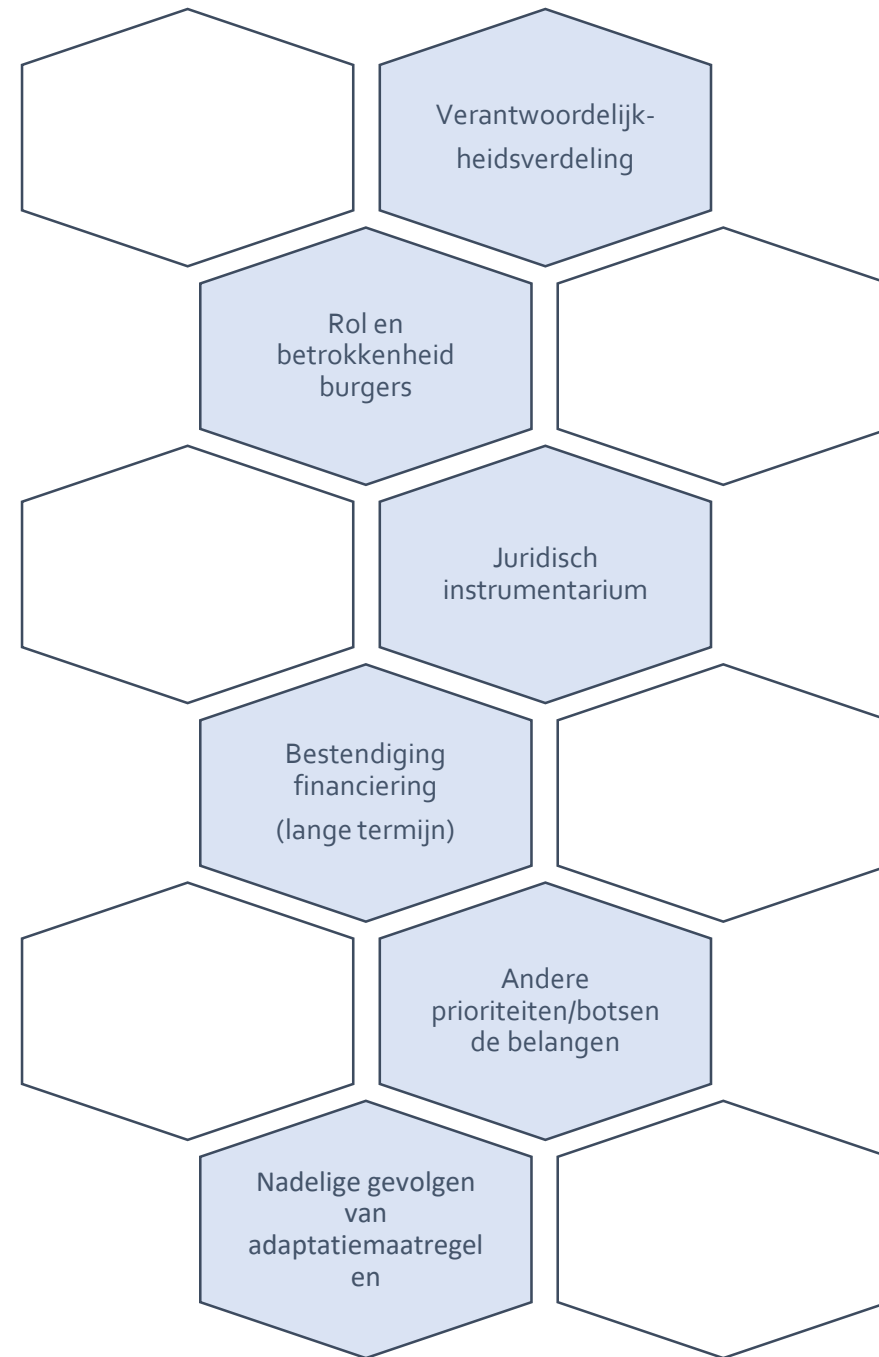 Verantwoordelijk-
heidsverdeling
Rol en
betrokkenheid
burgers
Juridisch
instrumentarium
Bestendiging
financiering
(lange termijn)
Andere
prioriteiten/botsen
de belangen
Nadelige gevolgen
van
adaptatiemaatregel
en